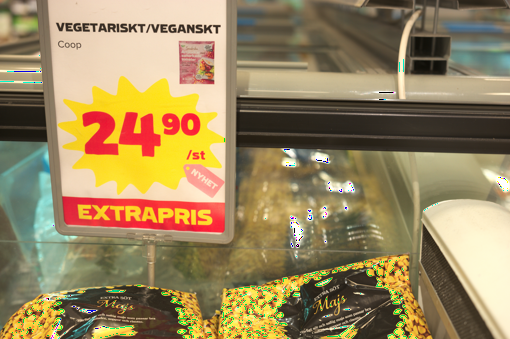 VEGETARISKT/VEGANSKT
Coop
24 90
/st
NYHET
EXTRAPRIS
EXTRA SÖT
Majs
EXTRA SÖT
Majs